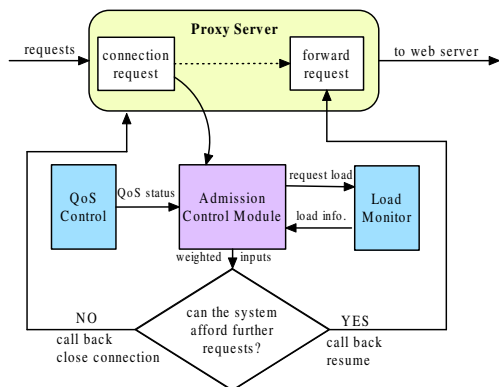 Proxy Server
requests
connection
request
forward
request
to web server
QoS
Control
QoS status
Admission
Control Module
request load
load info.
Load
Monitor
weighted inputs
can the system
afford further
requests?
NO
call back
close connection
YES
call back
resume